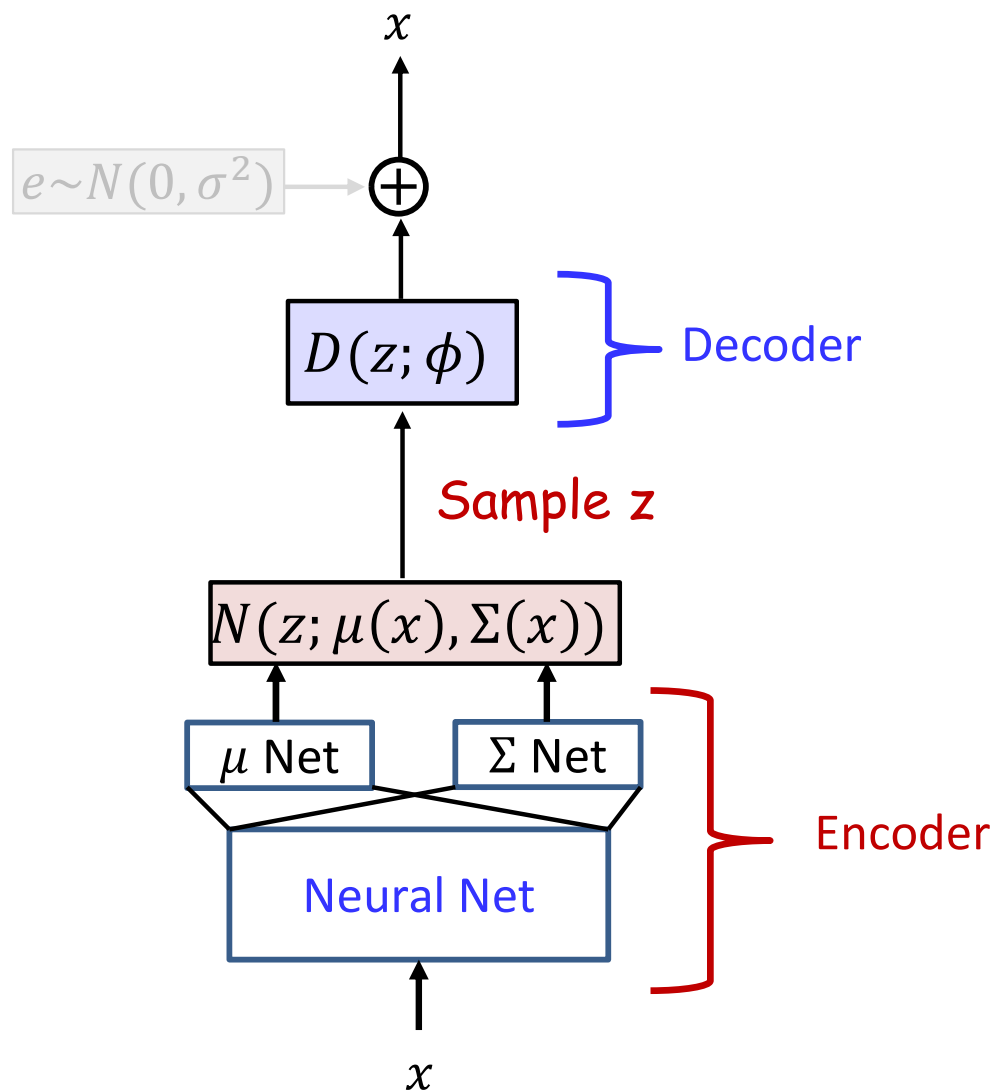 x
e~N(0, σ²)
D(z; ϕ)
Decoder
Sample z
N(z; μ(x), Σ(x))
μ Net
Σ Net
Encoder
Neural Net
x